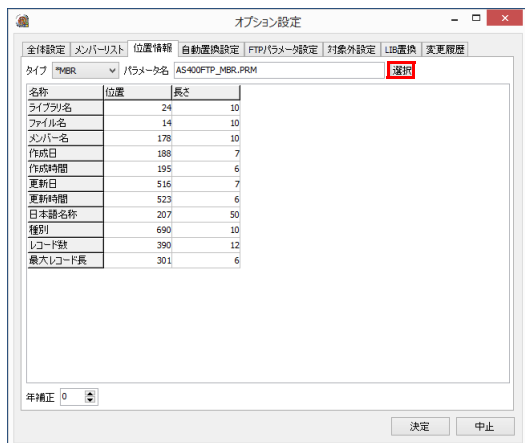 オプション設定
全体設定 メンバーリスト 位置情報 自動置換設定 FTPパラメータ設定 対象外設定 LIB置換 変更履歴
タイプ *MBR パラメータ名 AS400FTP_MBR.PRM 選択
名称 位置 長さ
ライブラリ名 24 10
ファイル名 14 10
メンバー名 178 10
作成日 188 7
作成時間 195 6
更新日 516 7
更新時間 523 6
日本語名称 207 50
種別 690 10
レコード数 390 12
最大レコード長 301 6
年補正 0
決定 中止